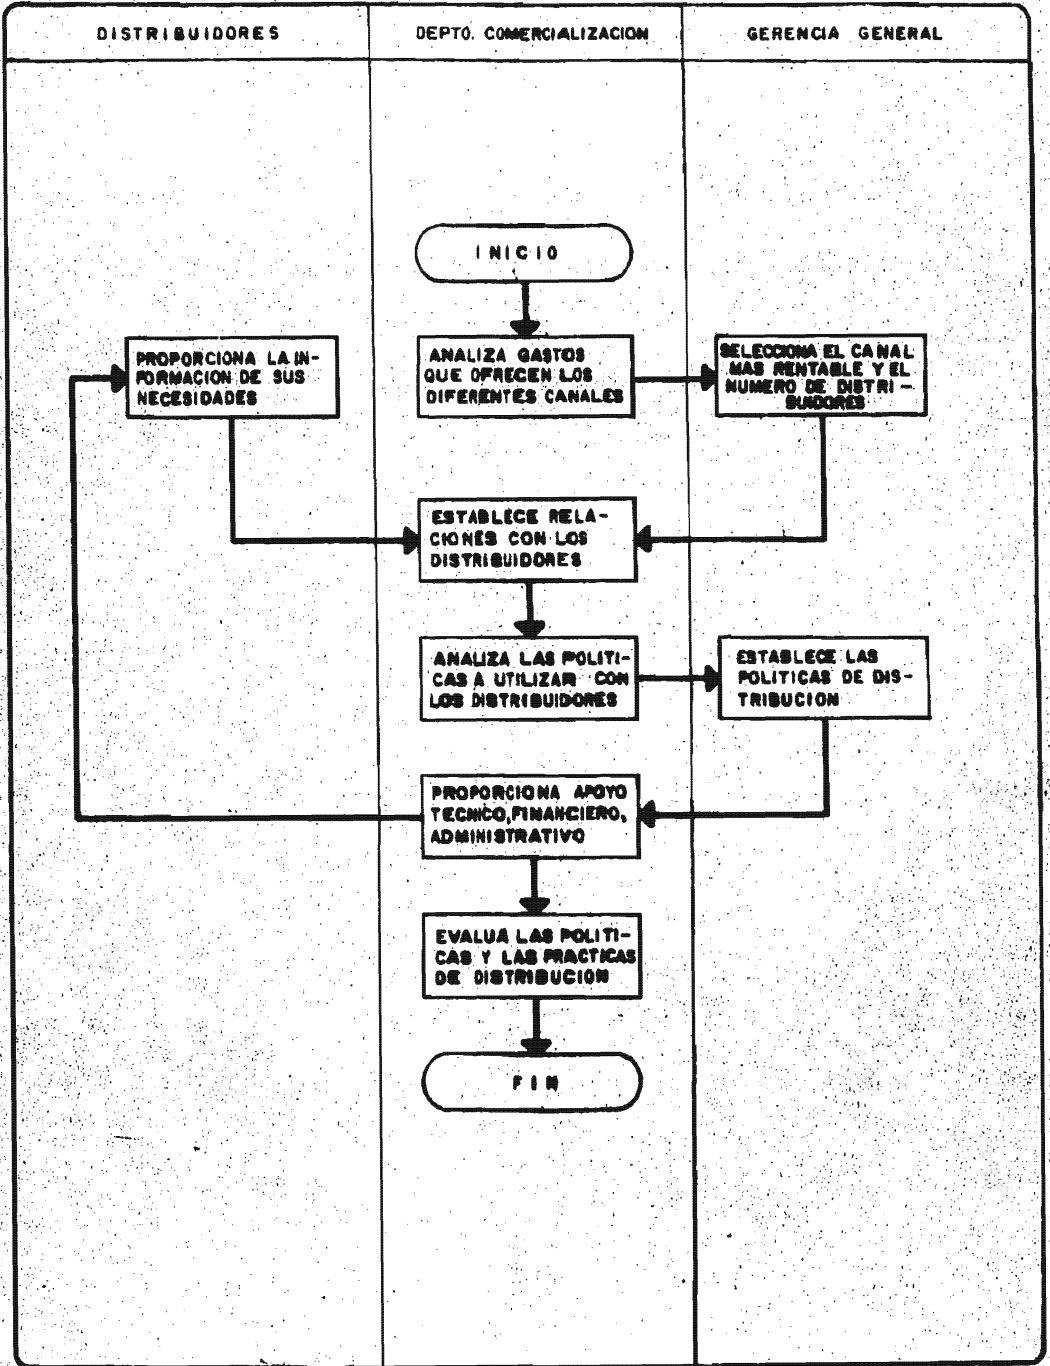 DISTRIBUIDORES
DEPTO. COMERCIALIZACION
GERENCIA GENERAL
INICIO
PROPORCIONA LA IN-
FORMACION DE SUS
NECESIDADES
ANALIZA GASTOS
QUE OFRECEN LOS
DIFERENTES CANALES
SELECCIONA EL CANAL
MAS RENTABLE Y EL
NUMERO DE DISTRI-
BUIDORES
ESTABLECE RELA-
CIONES CON LOS
DISTRIBUIDORES
ANALIZA LAS POLITI-
CAS A UTILIZAR CON
LOS DISTRIBUIDORES
ESTABLECE LAS
POLITICAS DE DIS-
TRIBUCION
PROPORCIONA APOYO
TECNICO, FINANCIERO,
ADMINISTRATIVO
EVALUA LAS POLITI-
CAS Y LAS PRACTICAS
DE DISTRIBUCION
FIN